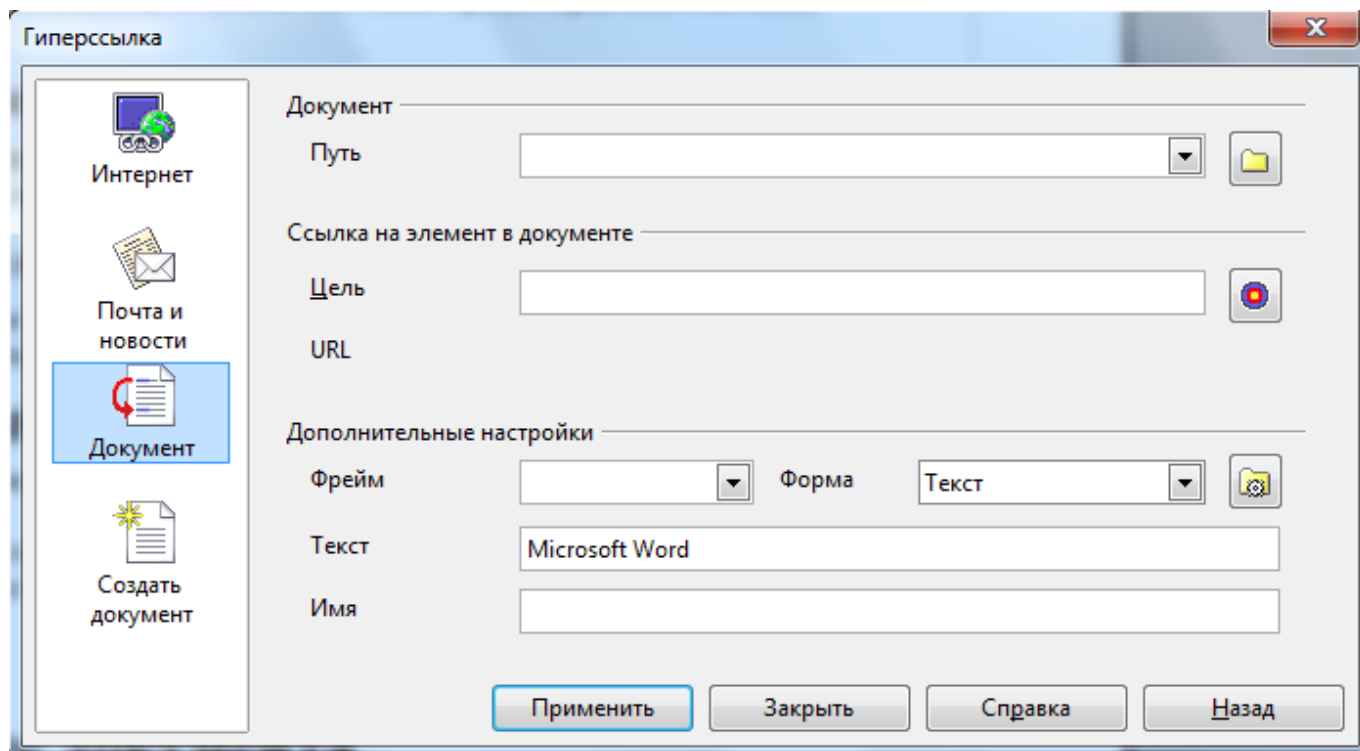 Гиперссылка
Интернет
Почта и
новости
Документ
Создать
документ
Документ
Путь
Ссылка на элемент в документе
Цель
URL
Дополнительные настройки
Фрейм Форма Текст
Текст Microsoft Word
Имя
Применить Закрыть Справка Назад